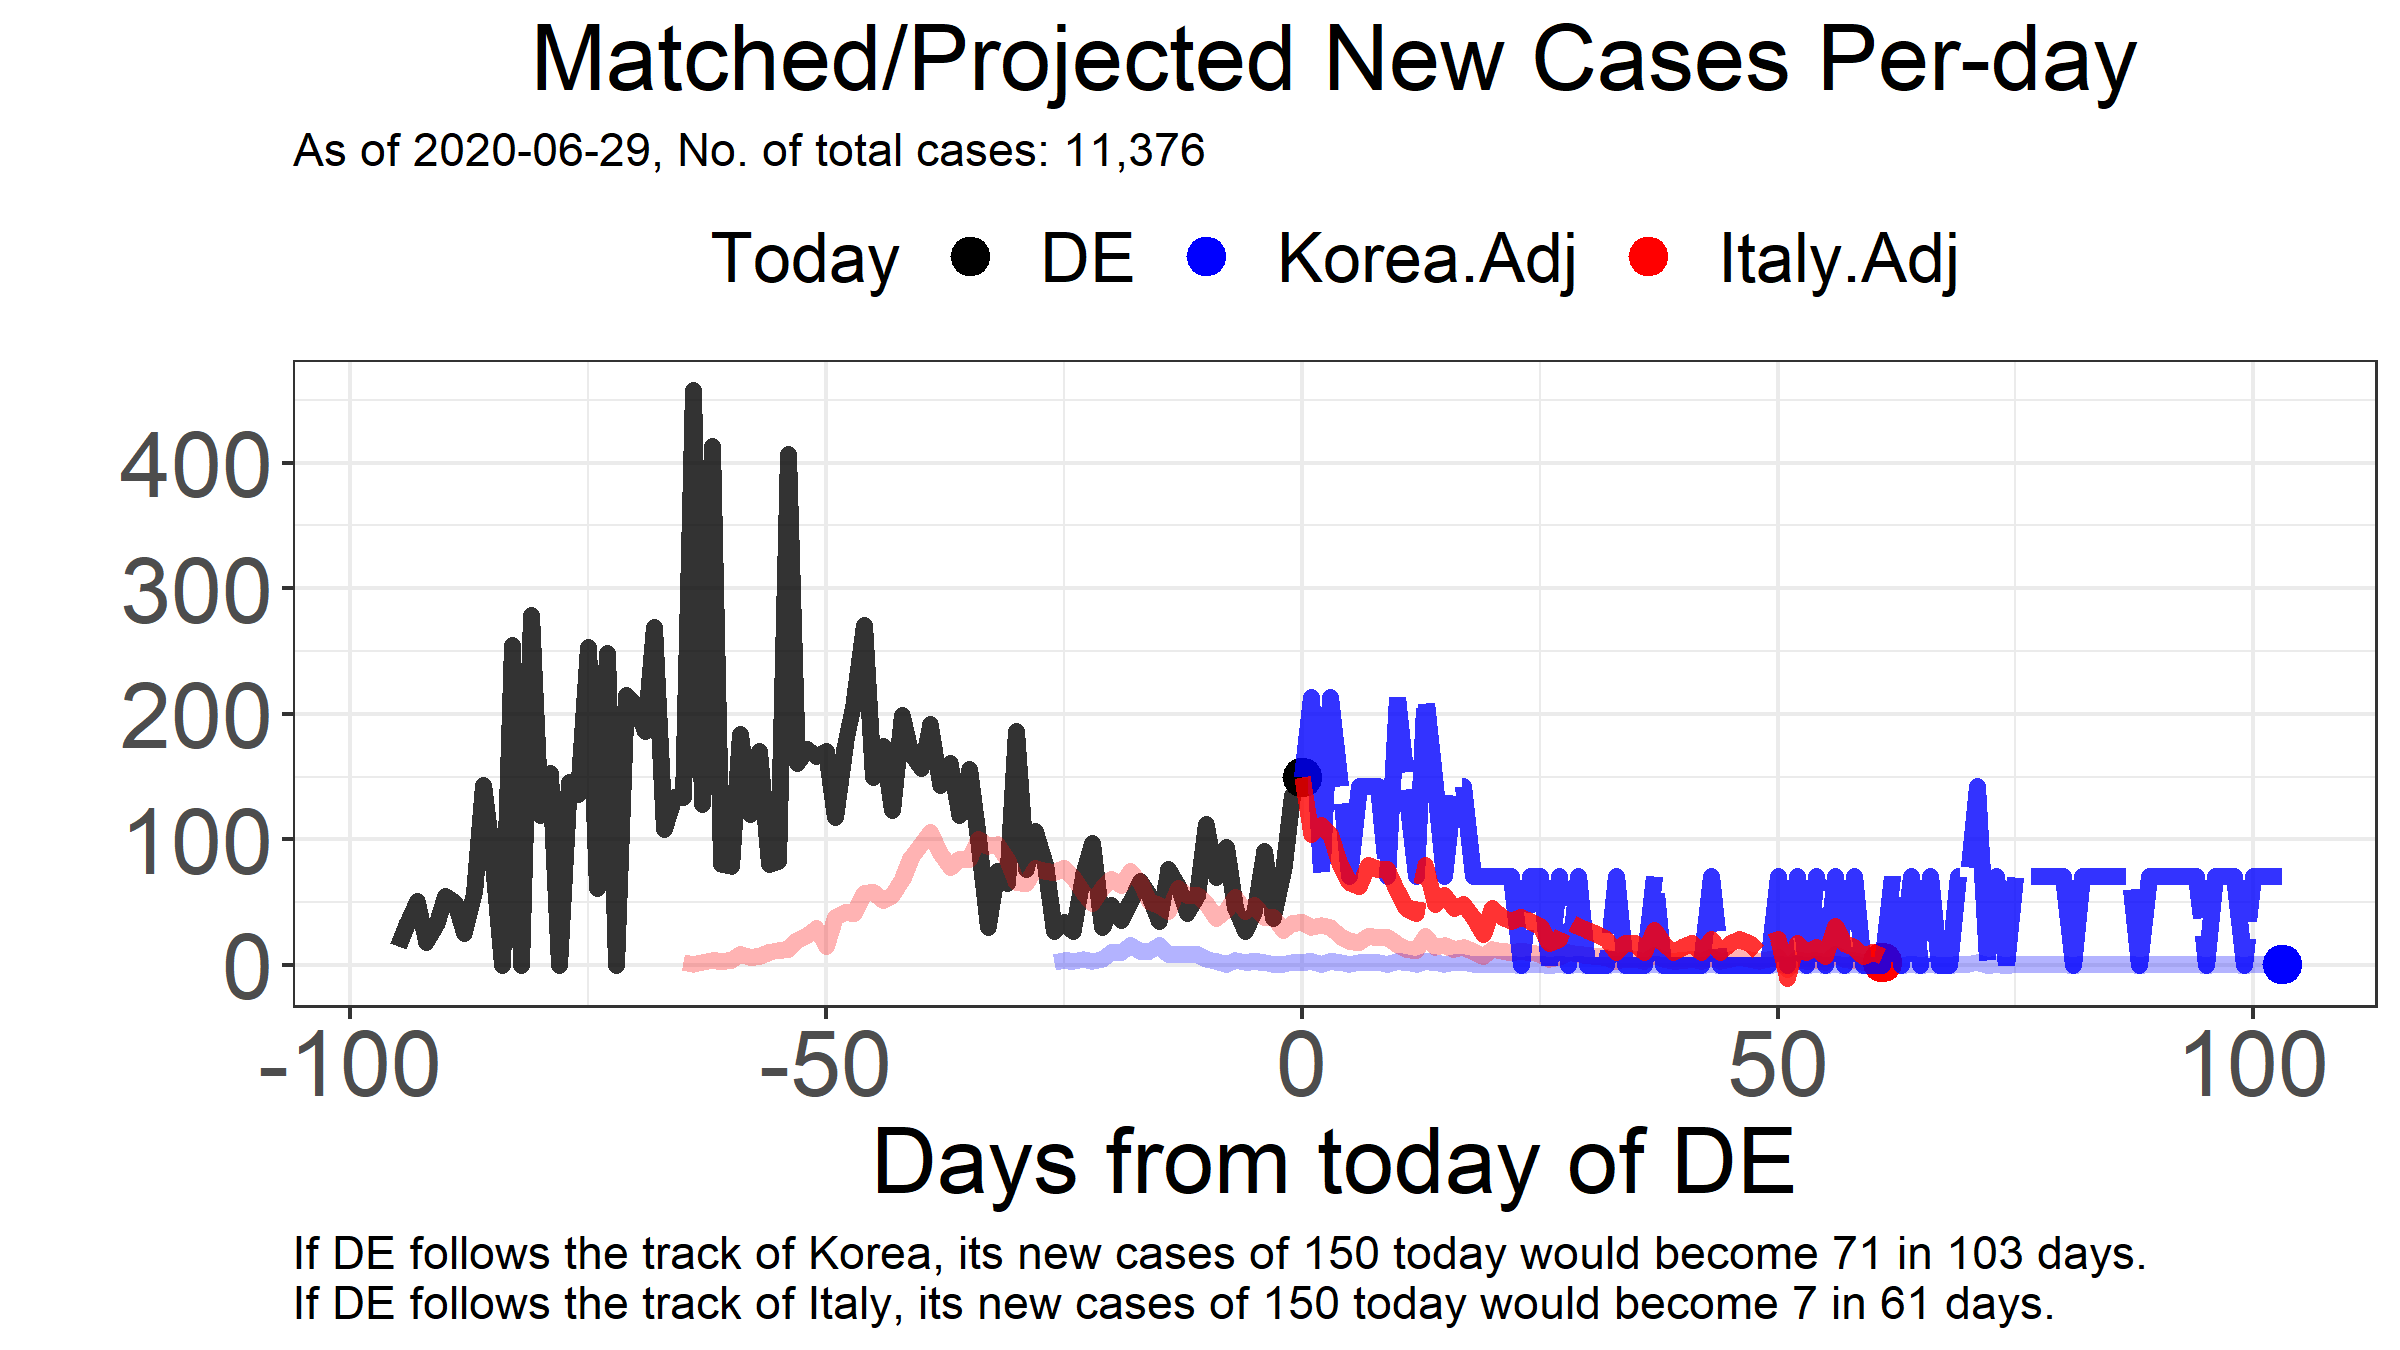 Matched/Projected New Cases Per-day
As of 2020-06-29, No. of total cases: 11,376
Today DE Korea.Adj Italy.Adj
400
300
200
100
0
-100 -50 0 50 100
Days from today of DE
If DE follows the track of Korea, its new cases of 150 today would become 71 in 103 days.
If DE follows the track of Italy, its new cases of 150 today would become 7 in 61 days.